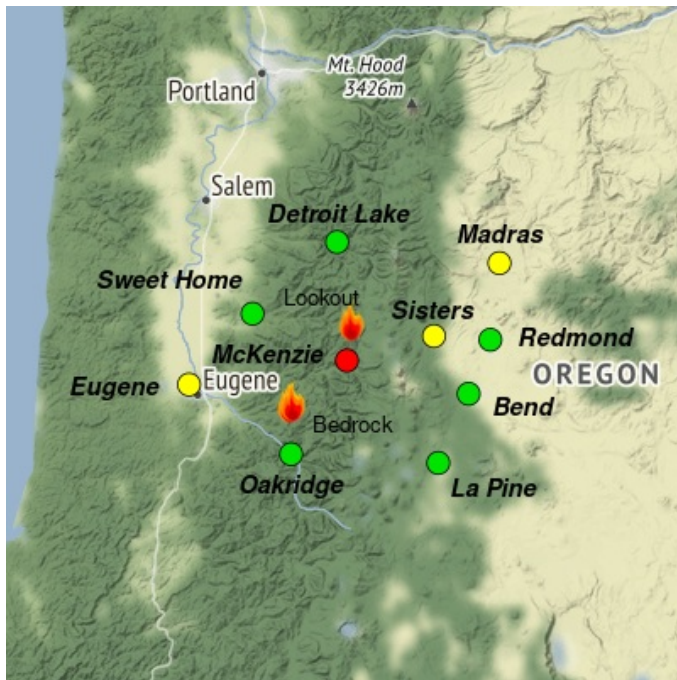 Mt. Hood
3426m
Portland
Salem
Detroit Lake
Madras
Sweet Home
Lookout
Sisters
McKenzie
Redmond
Eugene
Eugene
OREGON
Bend
Bedrock
Oakridge
La Pine